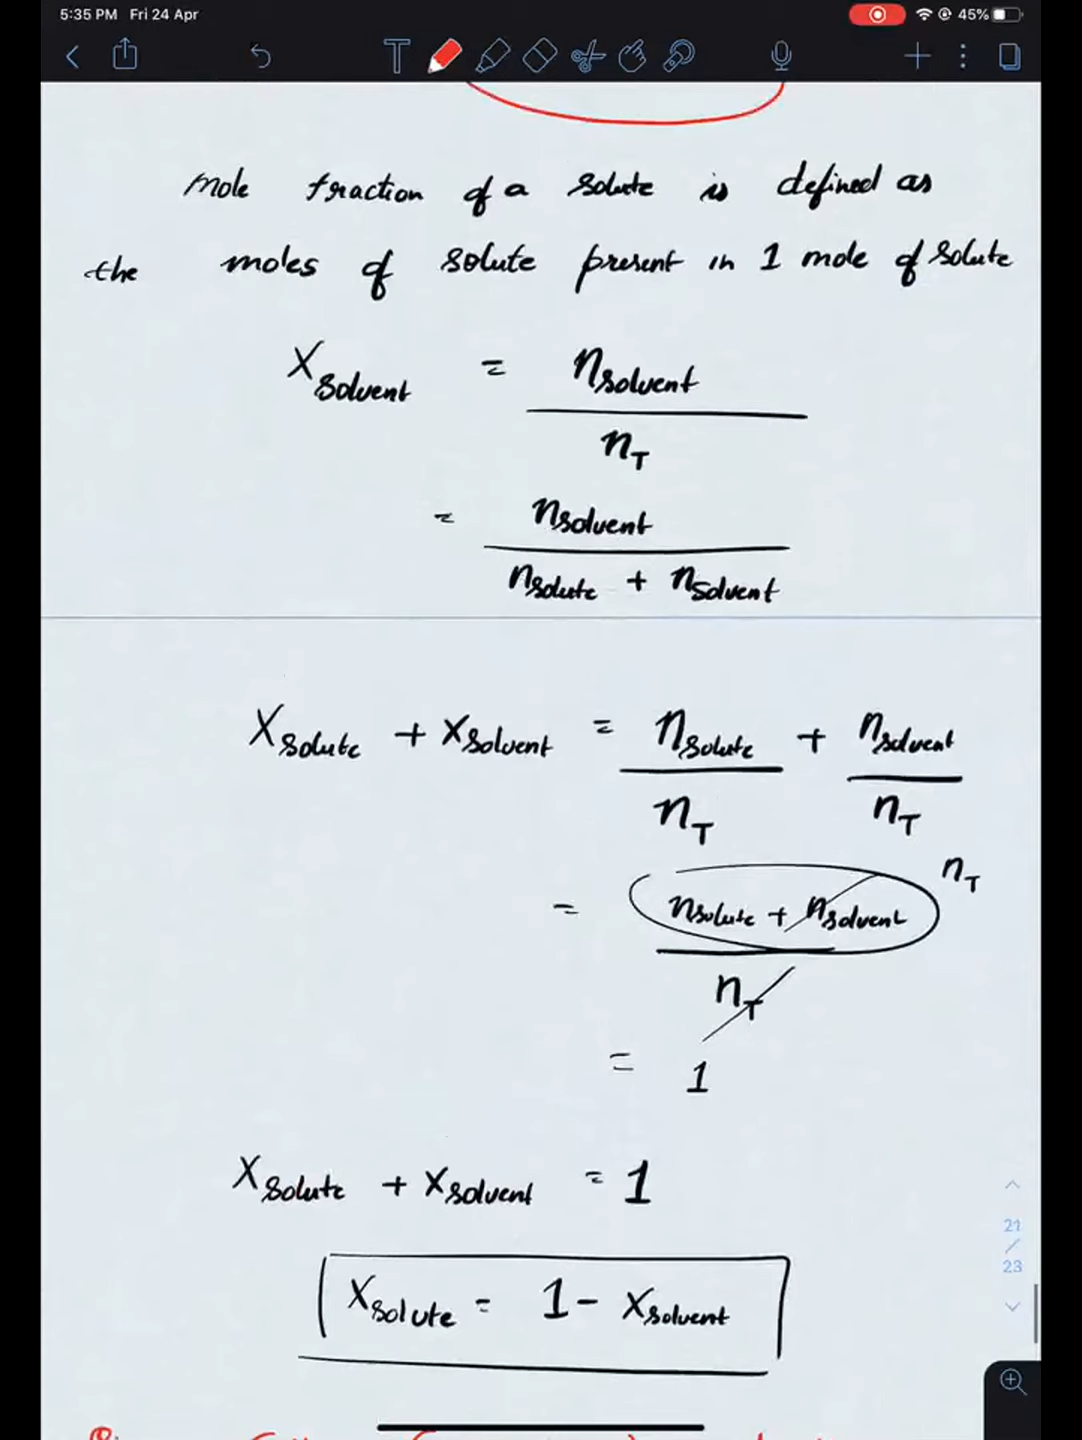 5:35 PM Fri 24 Apr 45%
mole fraction of a solute is defined as
the moles of solute present in 1 mole of solute
X solvent = n solvent / n T
= n solvent / n solute + n solvent
X solute + X solvent = n solute / n T + n solvent / n T
= n solute + n solvent / n T
n T
= 1
X solute + X solvent = 1
21
/
23
X solute = 1 - X solvent